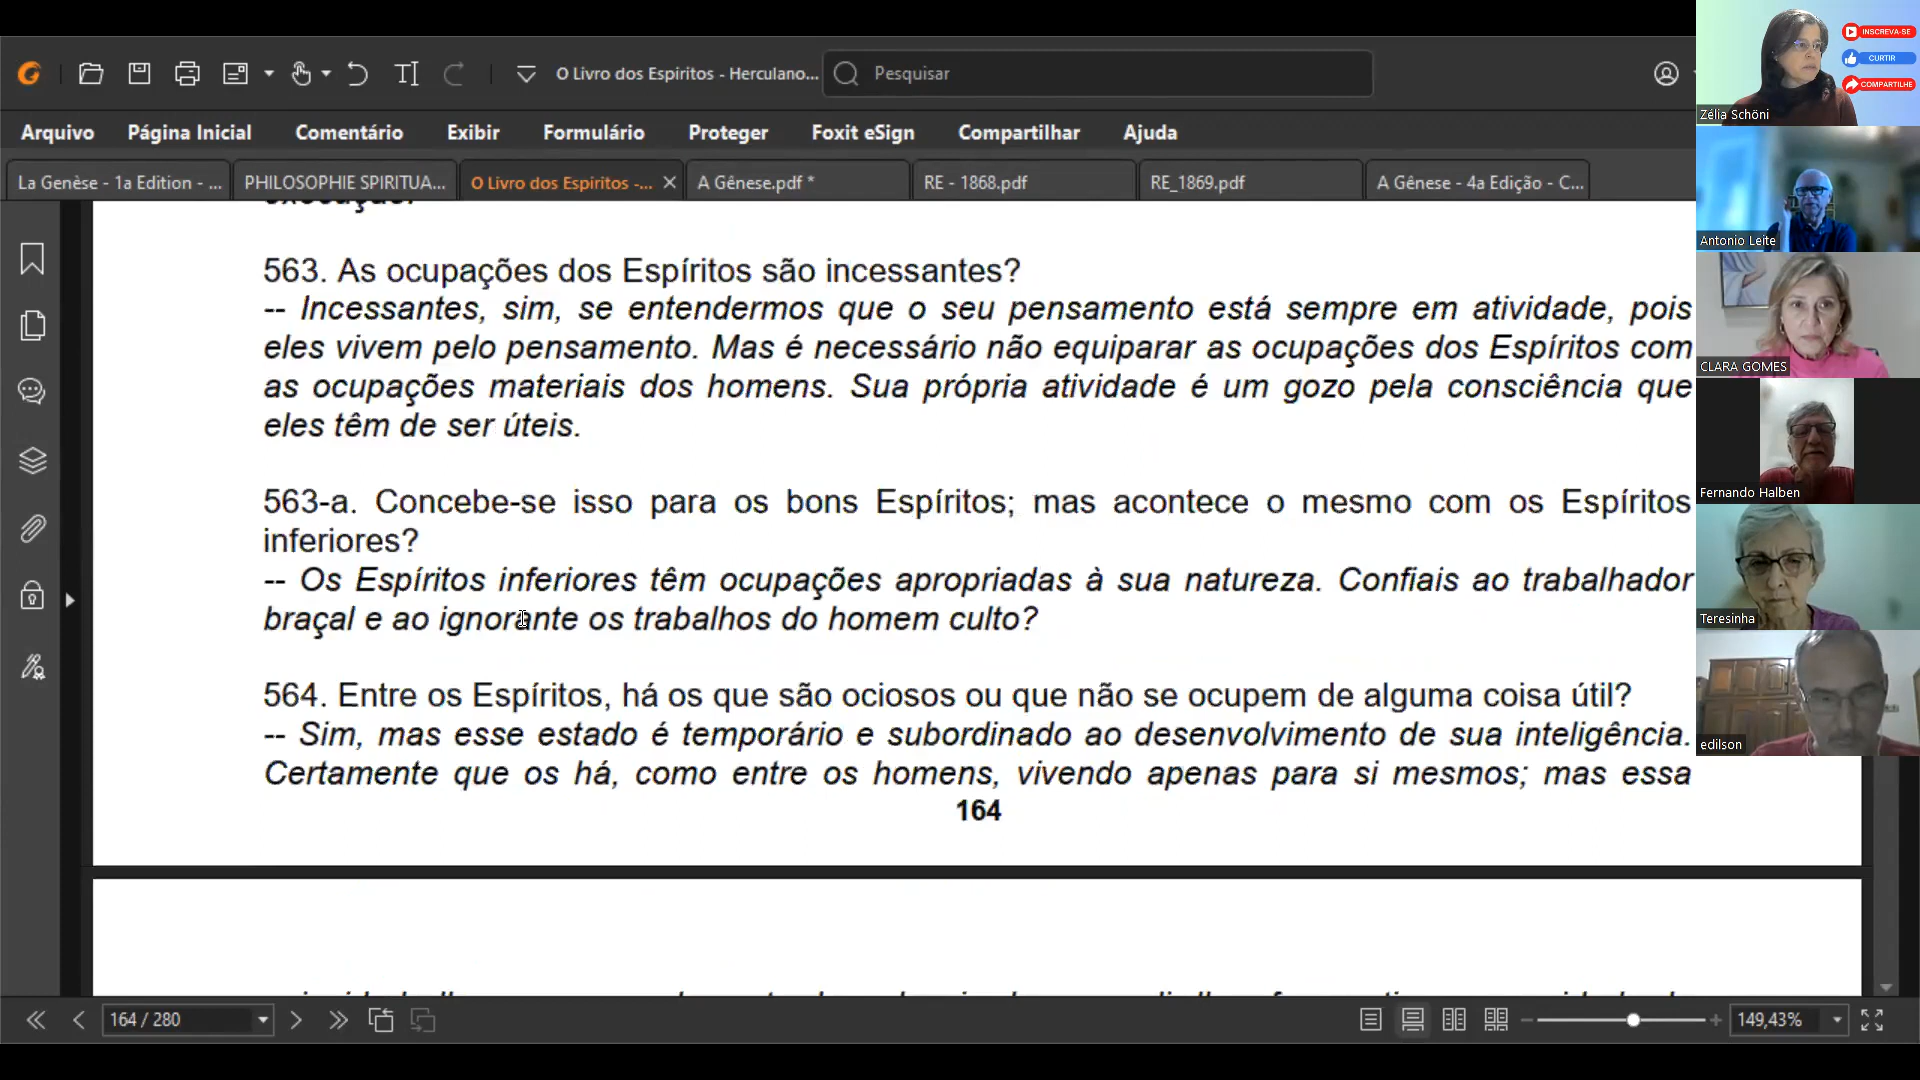 O Livro dos Espiritos - Herculano...
Pesquisar
Arquivo
Página Inicial
Comentário
Exibir
Formulário
Proteger
Foxit eSign
Compartilhar
Ajuda
La Genèse - 1a Edition - ...
PHILOSOPHIE SPIRITUA...
O Livro dos Espiritos -...
A Gênese.pdf *
RE - 1868.pdf
RE_1869.pdf
A Gênese - 4a Edição - C...
execução.
563. As ocupações dos Espíritos são incessantes?
-- Incessantes, sim, se entendermos que o seu pensamento está sempre em atividade, pois
eles vivem pelo pensamento. Mas é necessário não equiparar as ocupações dos Espíritos com
as ocupações materiais dos homens. Sua própria atividade é um gozo pela consciência que
eles têm de ser úteis.
563-a. Concebe-se isso para os bons Espíritos; mas acontece o mesmo com os Espíritos
inferiores?
-- Os Espíritos inferiores têm ocupações apropriadas à sua natureza. Confiais ao trabalhador
braçal e ao ignorante os trabalhos do homem culto?
564. Entre os Espíritos, há os que são ociosos ou que não se ocupem de alguma coisa útil?
-- Sim, mas esse estado é temporário e subordinado ao desenvolvimento de sua inteligência.
Certamente que os há, como entre os homens, vivendo apenas para si mesmos; mas essa
164
164 / 280
149,43%
INSCREVA-SE
CURTIR
COMPARTILHE
Zélia Schöni
Antonio Leite
CLARA GOMES
Fernando Halben
Teresinha
edilson